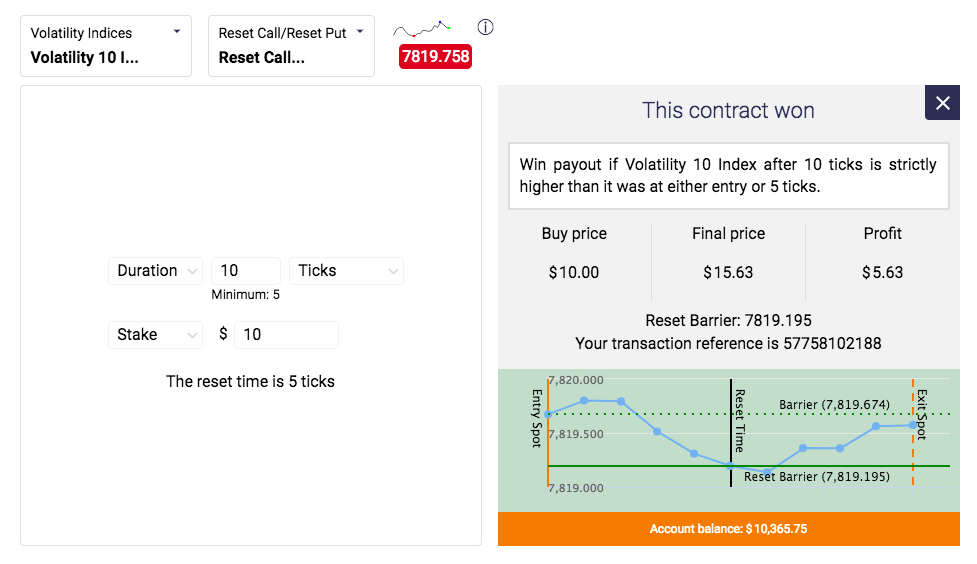 Volatility Indices
Volatility 10 I...
Reset Call/Reset Put
Reset Call...
7819.758
Duration
10
Ticks
Minimum: 5
Stake
$
10
The reset time is 5 ticks
This contract won
Win payout if Volatility 10 Index after 10 ticks is strictly
higher than it was at either entry or 5 ticks.
Buy price
Final price
Profit
$10.00
$15.63
$5.63
Reset Barrier: 7819.195
Your transaction reference is 57758102188
7,820.000
7,819.500
7,819.000
Entry Spot
Reset Time
Barrier (7,819.674)
Exit Spot
Reset Barrier (7,819.195)
Account balance: $10,365.75